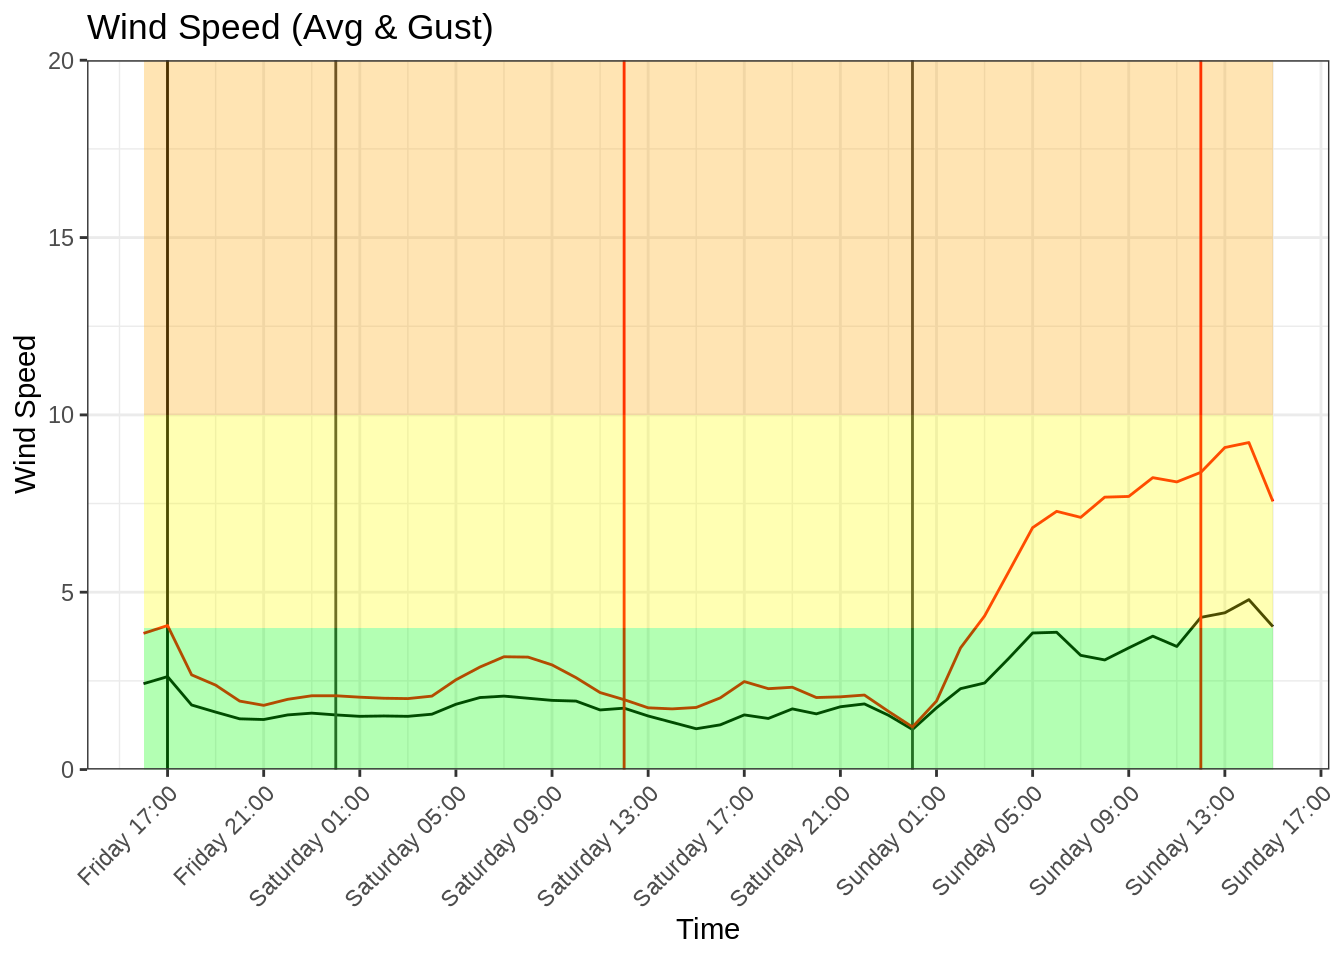 Wind Speed (Avg & Gust)
Wind Speed
20
15
10
5
0
Friday 17:00
Friday 21:00
Saturday 01:00
Saturday 05:00
Saturday 09:00
Saturday 13:00
Saturday 17:00
Saturday 21:00
Sunday 01:00
Sunday 05:00
Sunday 09:00
Sunday 13:00
Sunday 17:00
Time